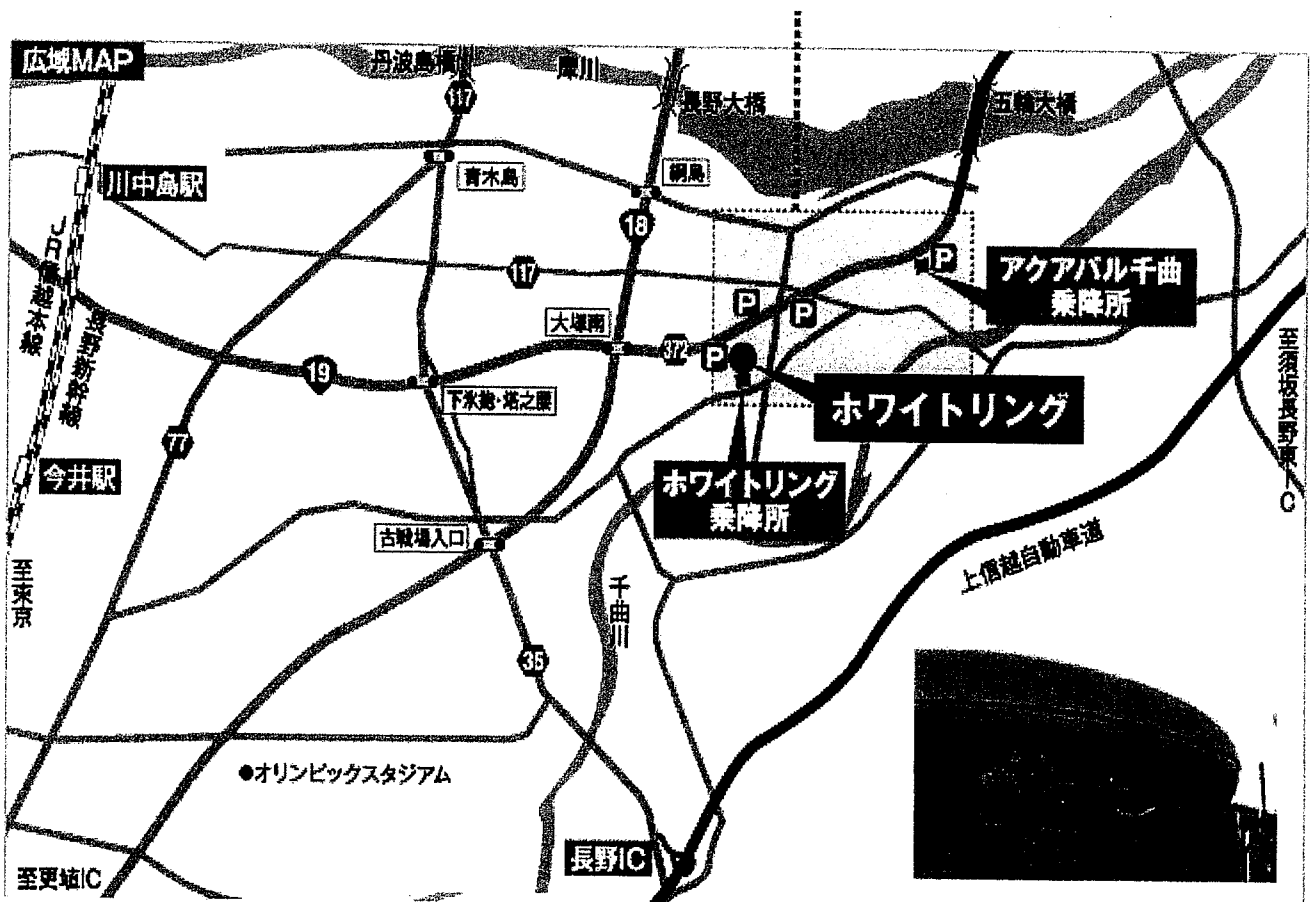 広域MAP
丹波島橋
犀川
長野大橋
五輪大橋
117
川中島駅
青木島
綱島
18
P
アクアパル千曲
乗降所
117
JR信越本線
長野新幹線
大塚南
P
P
19
372
P
下氷鉋・塔之腰
ホワイトリング
至須坂長野東IC
77
今井駅
ホワイトリング
乗降所
古戦場入口
上信越自動車道
至東京
千曲川
35
●オリンピックスタジアム
長野IC
至更埴IC